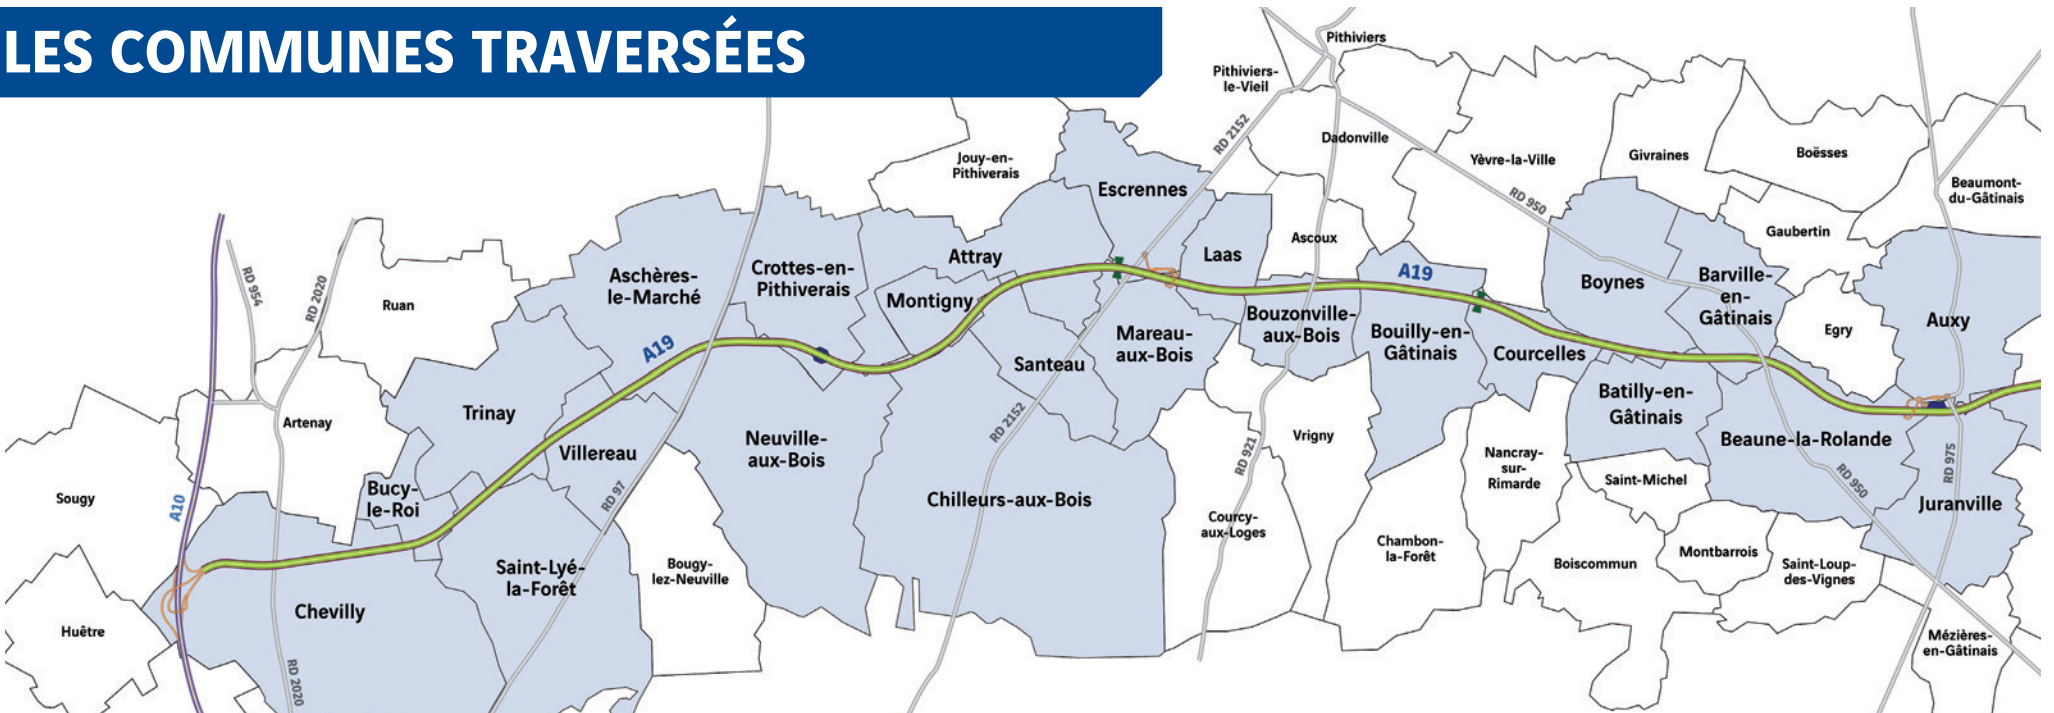 LES COMMUNES TRAVERSÉES
Pithiviers
Pithiviers-
le-Vieil
RD 2152
Dadonville
Jouy-en-
Pithiverais
Yèvre-la-Ville
Givraines
Boësses
Escrennes
RD 950
Beaumont-
du-Gâtinais
Gaubertin
Ascoux
Attray
Laas
RD 954
RD 2020
Ruan
Aschères-
le-Marché
Crottes-en-
Pithiverais
Montigny
A19
Boynes
Barville-
en-
Gâtinais
Egry
Auxy
A19
Bouzonville-
aux-Bois
Bouilly-en-
Gâtinais
Mareau-
aux-Bois
Courcelles
Santeau
Batilly-en-
Gâtinais
Trinay
Artenay
Villereau
Neuville-
aux-Bois
RD 2152
RD 921
Vrigny
Beaune-la-Rolande
Nancray-
sur-
Rimarde
Saint-Michel
RD 950
RD 975
Sougy
A10
Bucy-
le-Roi
RD 97
Chilleurs-aux-Bois
Juranville
Courcy-
aux-Loges
Chambon-
la-Forêt
Boiscommun
Montbarrois
Saint-Loup-
des-Vignes
Saint-Lyé-
la-Forêt
Bougy-
lez-Neuville
Chevilly
Huêtre
RD 2020
Mézières-
en-Gâtinais